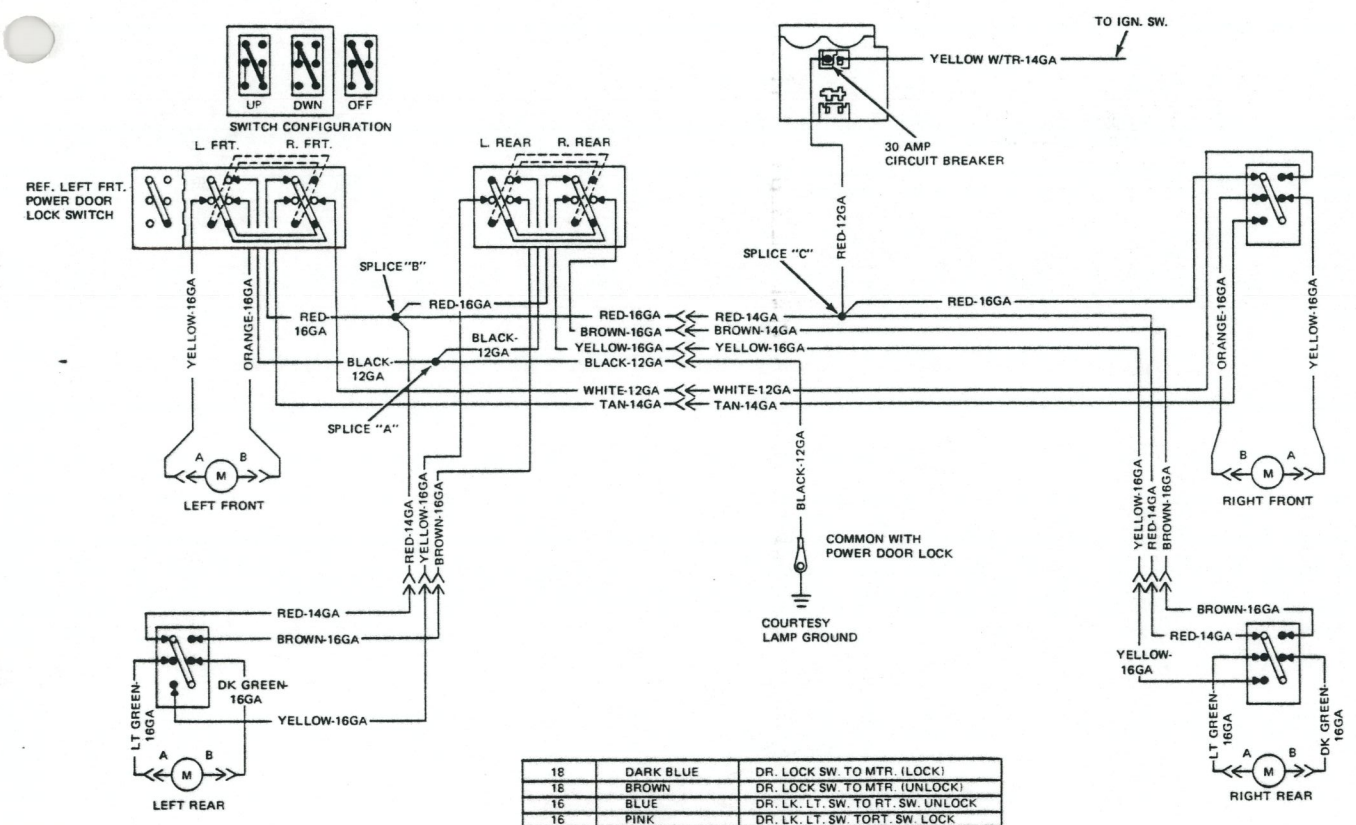 TO IGN. SW.
YELLOW W/TR-14GA
UP
DWN
OFF
SWITCH CONFIGURATION
30 AMP
CIRCUIT BREAKER
L. FRT.
R. FRT.
L. REAR
R. REAR
REF. LEFT FRT.
POWER DOOR
LOCK SWITCH
RED-12GA
SPLICE "B"
SPLICE "C"
YELLOW-16GA
ORANGE-16GA
RED-
16GA
RED-16GA
RED-16GA
RED-14GA
RED-16GA
BROWN-16GA
BROWN-14GA
BLACK-
12GA
YELLOW-16GA
YELLOW-16GA
BLACK-
12GA
BLACK-12GA
ORANGE-16GA
YELLOW-16GA
WHITE-12GA
WHITE-12GA
TAN-14GA
TAN-14GA
SPLICE "A"
A
B
M
LEFT FRONT
B
A
M
RIGHT FRONT
RED-14GA
YELLOW-16GA
BROWN-16GA
BLACK-12GA
YELLOW-16GA
RED-14GA
BROWN-16GA
COMMON WITH
POWER DOOR LOCK
COURTESY
LAMP GROUND
RED-14GA
BROWN-16GA
LT GREEN-
16GA
DK GREEN-
16GA
YELLOW-16GA
A
B
M
LEFT REAR
BROWN-16GA
RED-14GA
YELLOW-
16GA
LT GREEN-
16GA
DK GREEN-
16GA
A
B
M
RIGHT REAR
18 DARK BLUE DR. LOCK SW. TO MTR. (LOCK)
18 BROWN DR. LOCK SW. TO MTR. (UNLOCK)
16 BLUE DR. LK. LT. SW. TO RT. SW. UNLOCK
16 PINK DR. LK. LT. SW. TORT. SW. LOCK